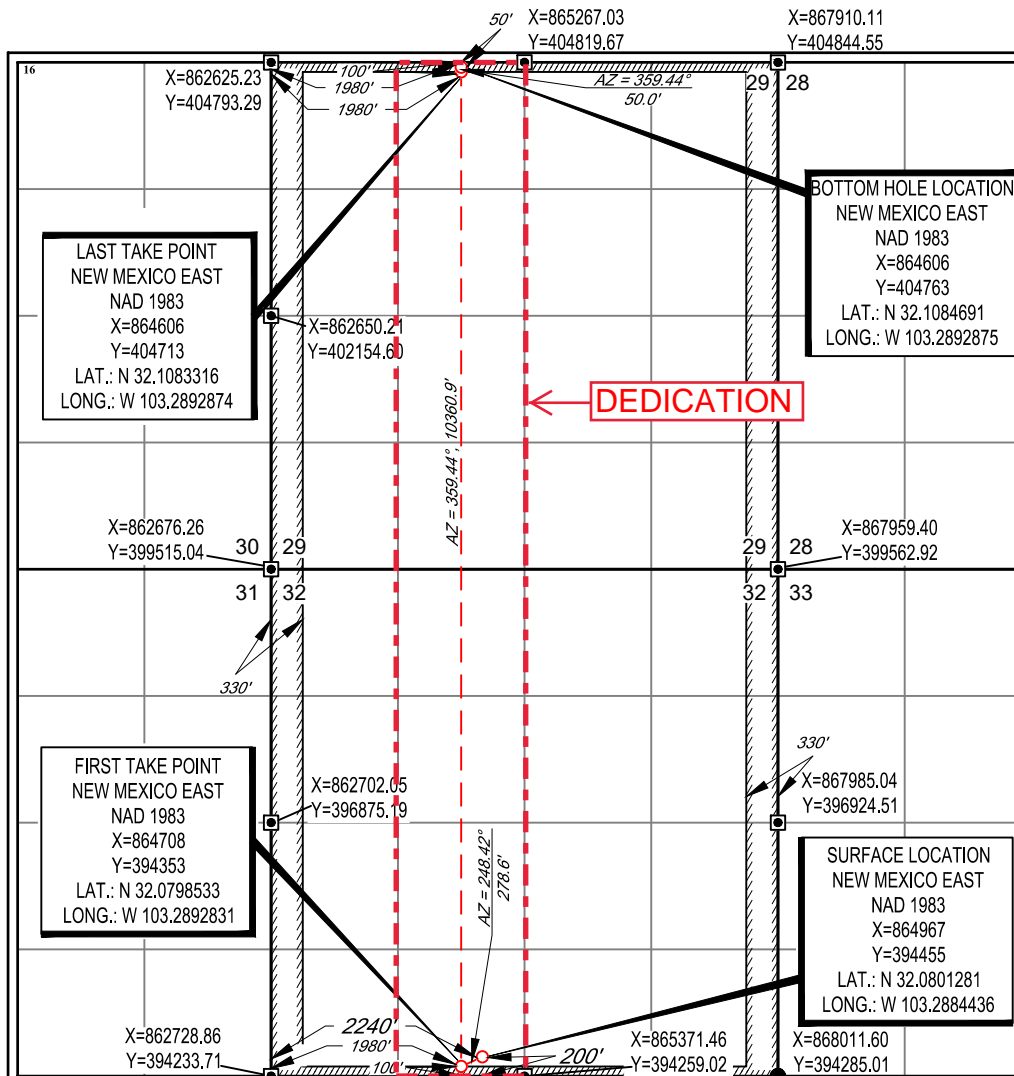 50'
X=865267.03
Y=404819.67
X=867910.11
Y=404844.55
16
X=862625.23
Y=404793.29
100'
1980'
1980'
AZ = 359.44°
50.0'
29 28
BOTTOM HOLE LOCATION
NEW MEXICO EAST
NAD 1983
X=864606
Y=404763
LAT.: N 32.1084691
LONG.: W 103.2892875
LAST TAKE POINT
NEW MEXICO EAST
NAD 1983
X=864606
Y=404713
LAT.: N 32.1083316
LONG.: W 103.2892874
X=862650.21
Y=402154.60
DEDICATION
AZ = 359.44°, 10360.9'
X=862676.26
Y=399515.04
30 29
31 32
29 28
32 33
X=867959.40
Y=399562.92
330'
330'
FIRST TAKE POINT
NEW MEXICO EAST
NAD 1983
X=864708
Y=394353
LAT.: N 32.0798533
LONG.: W 103.2892831
X=862702.05
Y=396875.19
X=867985.04
Y=396924.51
AZ = 248.42°
278.6'
SURFACE LOCATION
NEW MEXICO EAST
NAD 1983
X=864967
Y=394455
LAT.: N 32.0801281
LONG.: W 103.2884436
X=862728.86
Y=394233.71
2240'
1980'
100'
200'
X=865371.46
Y=394259.02
X=868011.60
Y=394285.01